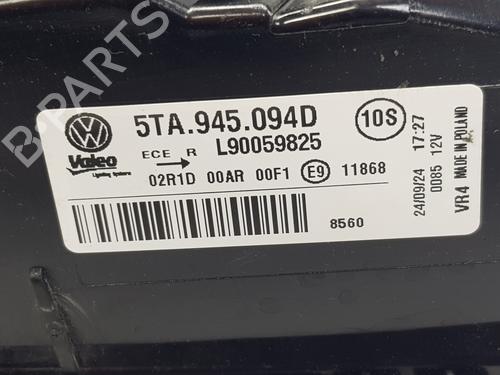 B-PARTS
5TA.945.094D
10S
Valeo
Lighting Systems
ECE R L90059825
02R1D 00AR 00F1 E9 11868
8560
24/09/24 17:27
0085 12V
VR4 MADE IN POLAND